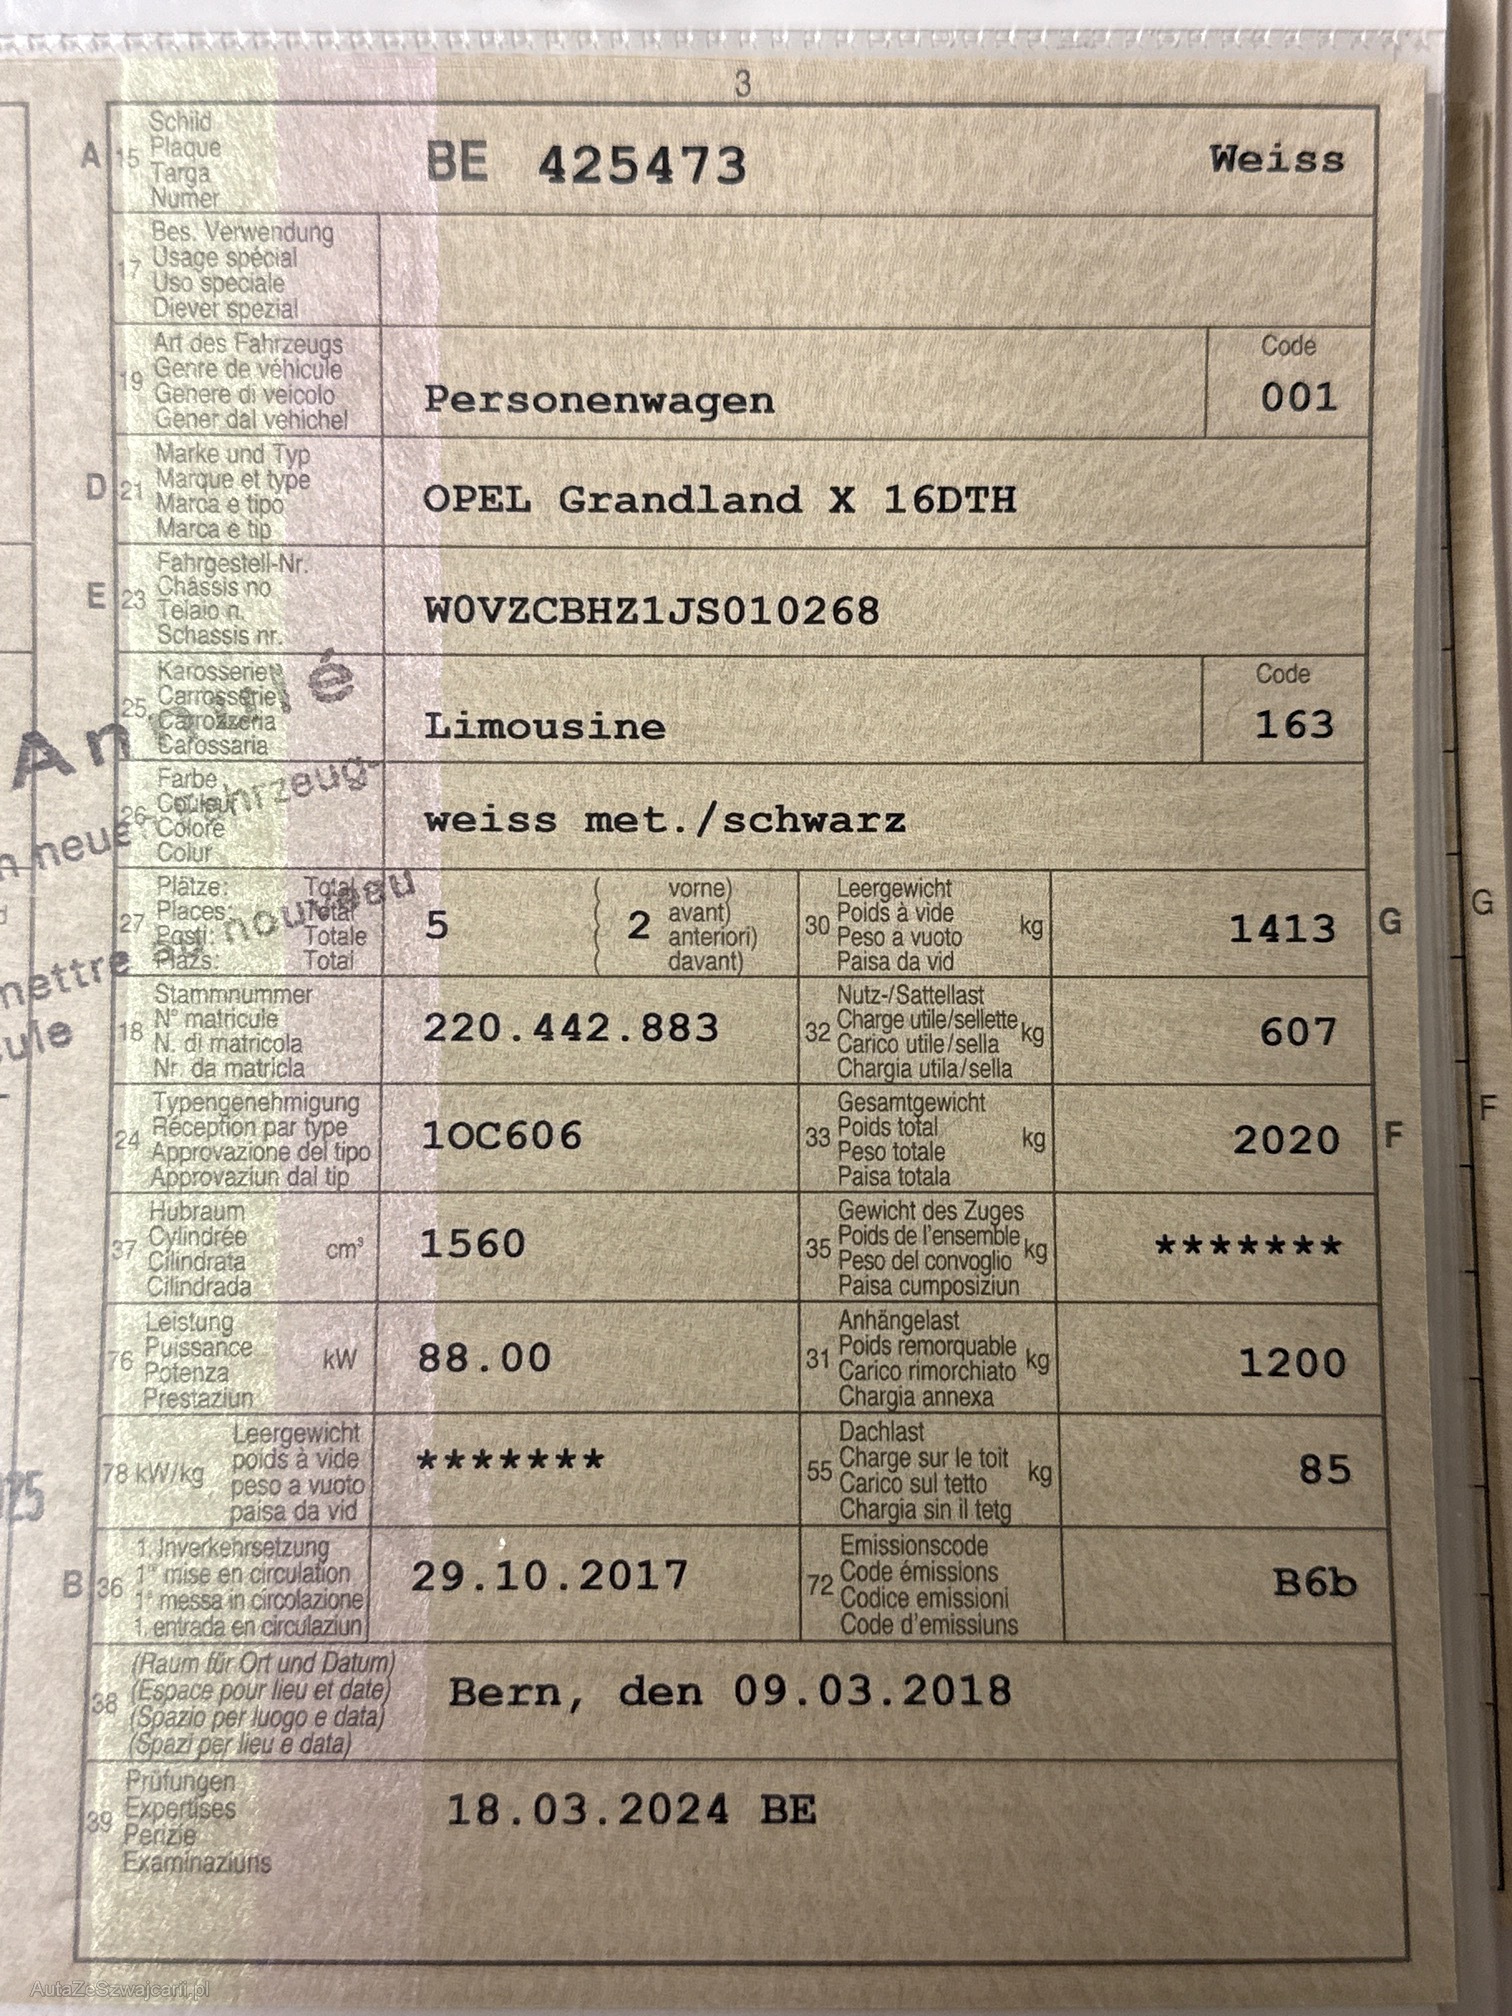 3
A 15 Schild
Plaque
Targa
Numer
BE 425473 Weiss
17 Bes. Verwendung
Usage spécial
Uso speciale
Diever spezial
19 Art des Fahrzeugs
Genre de véhicule
Genere di veicolo
Gener dal vehichel
Personenwagen
Code
001
D 21 Marke und Typ
Marque et type
Marca e tipo
Marca e tip
OPEL Grandland X 16DTH
E 23 Fahrgestell-Nr.
Châssis no
Telaio n.
Schassis nr.
W0VZCBHZ1JS010268
25 Karosserie
Carrosserie
Carrozzeria
Carossaria
Limousine
Code
163
26 Farbe
Couleur
Colore
Colur
weiss met./schwarz
27 Plätze: Total
Places: Total
Posti: Totale
Plazs: Total
5 ( 2 vorne)
avant)
anteriori)
davant)
30 Leergewicht
Poids à vide
Peso a vuoto
Paisa da vid
kg
1413 G
18 Stammnummer
N° matricule
N. di matricola
Nr. da matricla
220.442.883
32 Nutz-/Sattellast
Charge utile/sellette
Carico utile/sella
Chargia utila/sella
kg
607
24 Typengenehmigung
Réception par type
Approvazione del tipo
Approvaziun dal tip
1OC606
33 Gesamtgewicht
Poids total
Peso totale
Paisa totala
kg
2020 F
37 Hubraum
Cylindrée
Cilindrata
Cilindrada
cm³
1560
35 Gewicht des Zuges
Poids de l'ensemble
Peso del convoglio
Paisa cumposiziun
kg
*******
76 Leistung
Puissance
Potenza
Prestaziun
kW
88.00
31 Anhängelast
Poids remorquable
Carico rimorchiato
Chargia annexa
kg
1200
78 kW/kg Leergewicht
poids à vide
peso a vuoto
paisa da vid
*******
55 Dachlast
Charge sur le toit
Carico sul tetto
Chargia sin il tetg
kg
85
B 36 1. Inverkehrsetzung
1re mise en circulation
1a messa in circolazione
1. entrada en circulaziun
29.10.2017
72 Emissionscode
Code émissions
Codice emissioni
Code d'emissiuns
B6b
38 (Raum für Ort und Datum)
(Espace pour lieu et date)
(Spazio per luogo e data)
(Spazi per lieu e data)
Bern, den 09.03.2018
39 Prüfungen
Expertises
Perizie
Examinaziuns
18.03.2024 BE
G
F
25
AutaZeSzwajcarii.pl